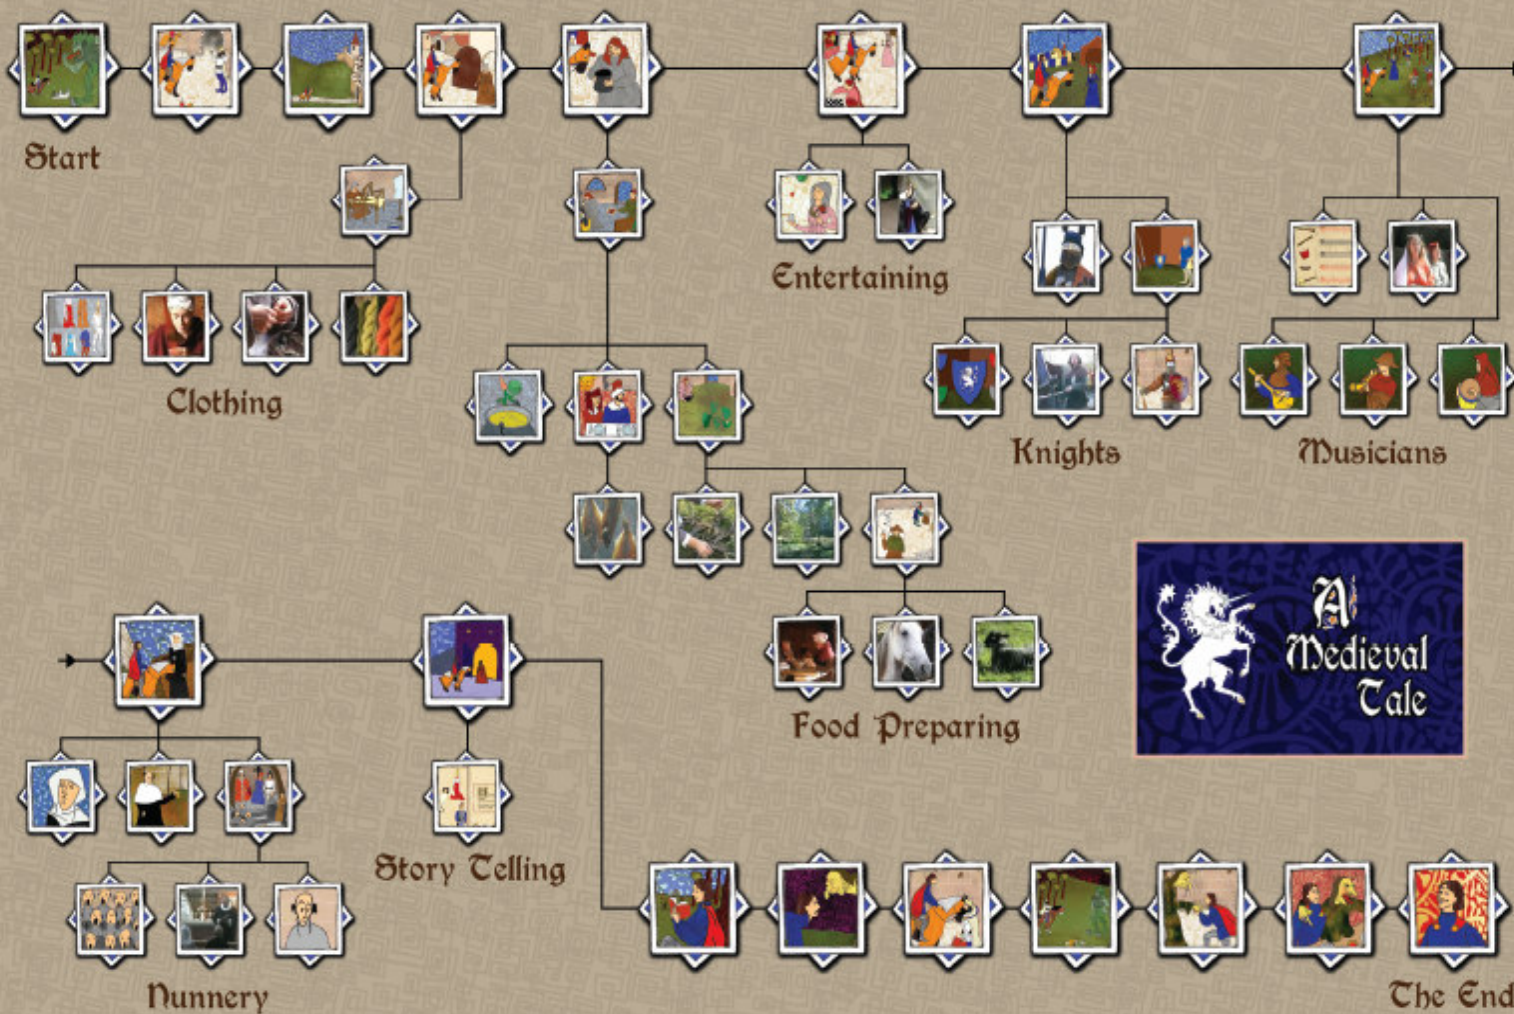 Start
Entertaining
Clothing
Knights
Musicians
A
Medieval
Tale
Food Preparing
Story Telling
Nunnery
The End